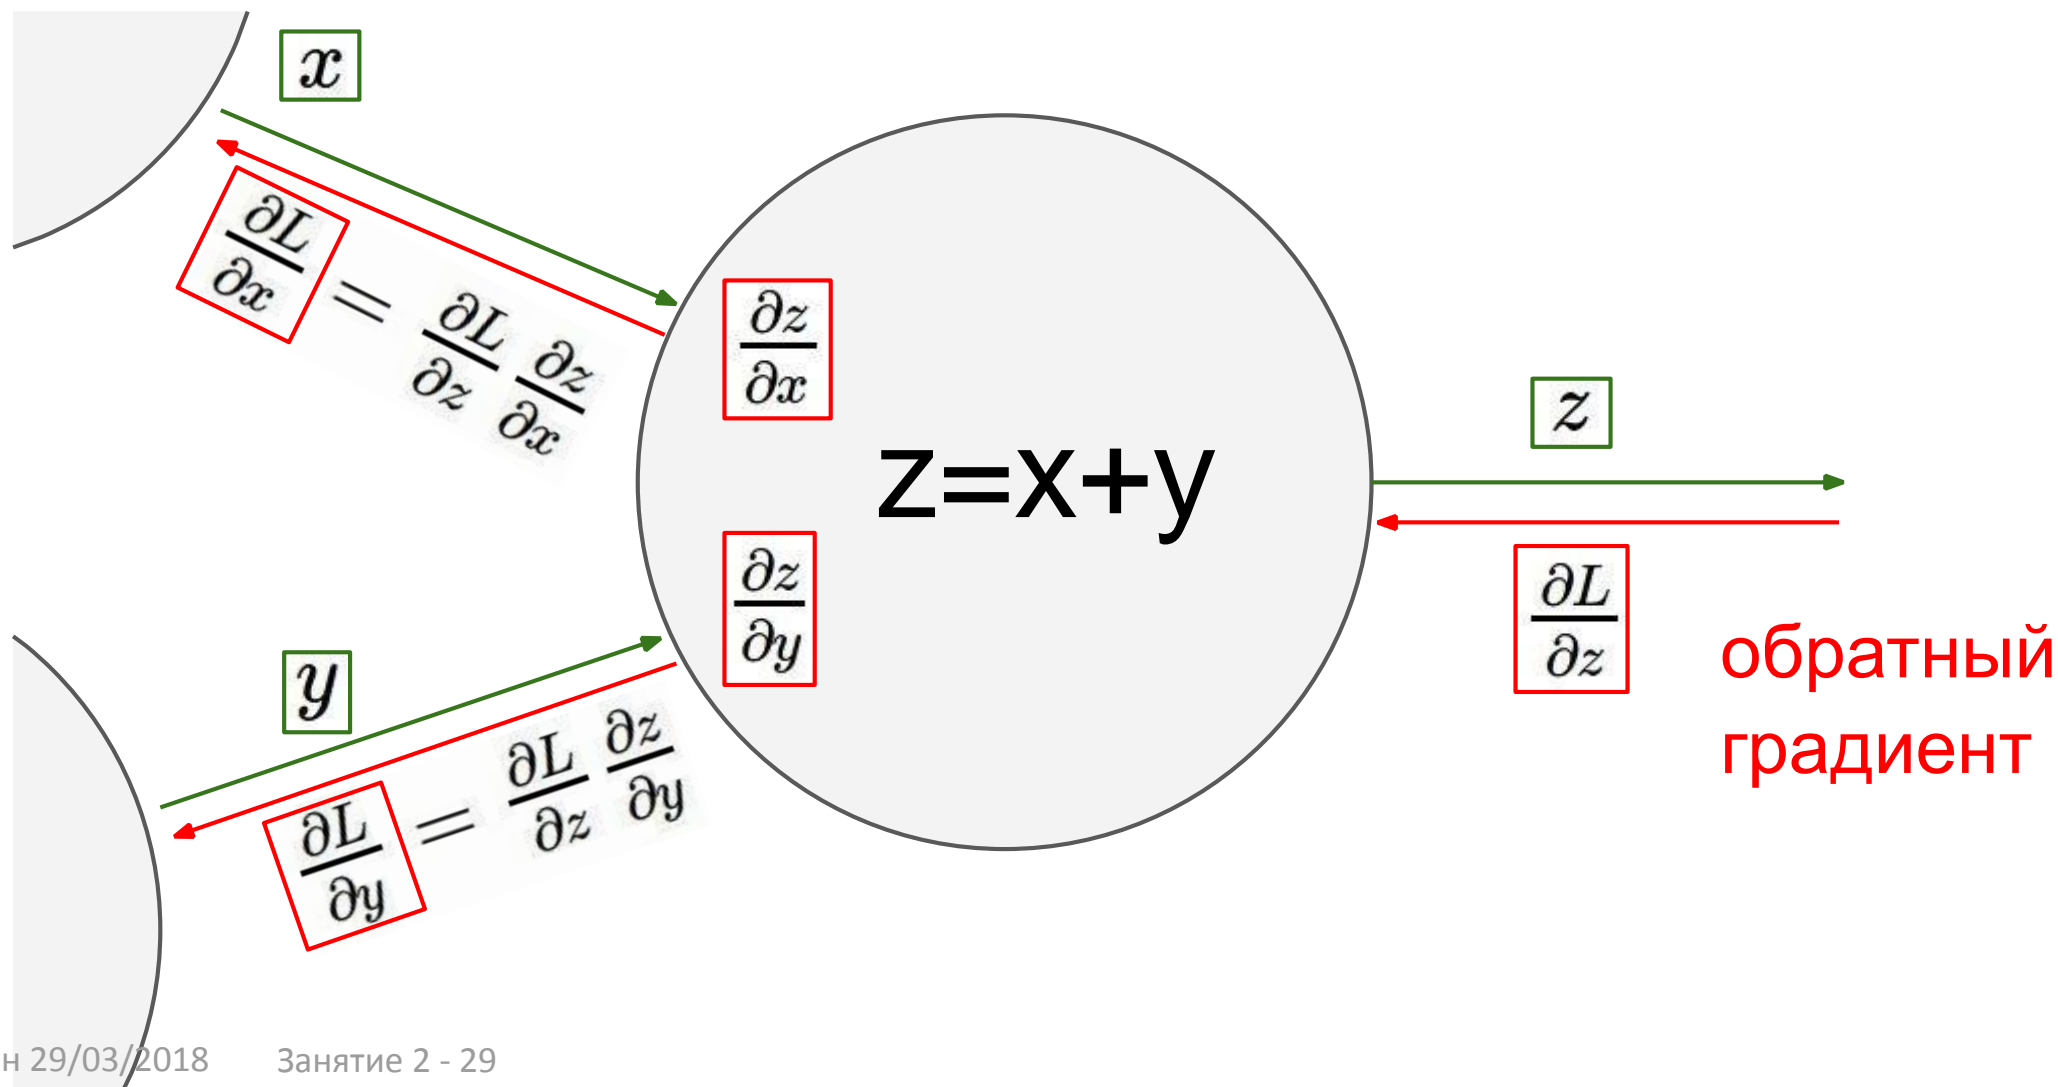 x
∂L/∂x = ∂L/∂z ∂z/∂x
∂z/∂x
z=x+y
z
∂z/∂y
∂L/∂z
обратный
градиент
y
∂L/∂y = ∂L/∂z ∂z/∂y
н 29/03/2018
Занятие 2 - 29